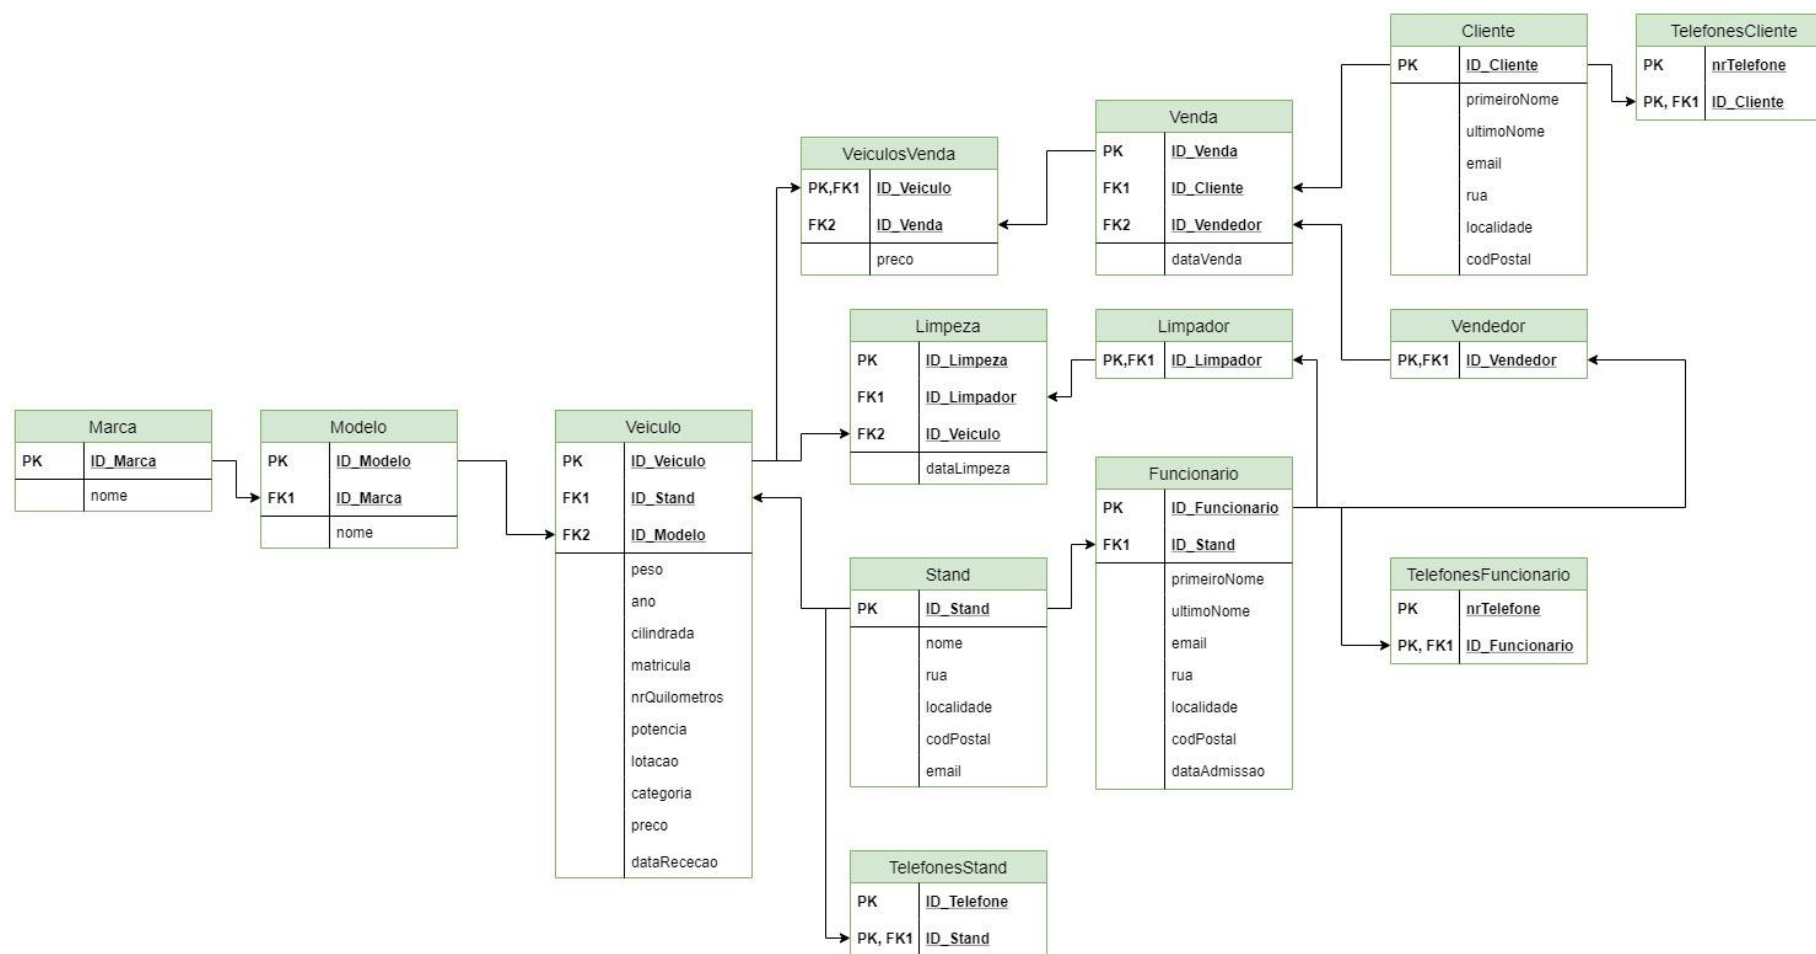 Cliente
PK ID_Cliente
primeiroNome
ultimoNome
email
rua
localidade
codPostal
TelefonesCliente
PK nrTelefone
PK, FK1 ID_Cliente
Venda
PK ID_Venda
FK1 ID_Cliente
FK2 ID_Vendedor
dataVenda
VeiculosVenda
PK,FK1 ID_Veiculo
FK2 ID_Venda
preco
Limpeza
PK ID_Limpeza
FK1 ID_Limpador
FK2 ID_Veiculo
dataLimpeza
Limpador
PK,FK1 ID_Limpador
Vendedor
PK,FK1 ID_Vendedor
Marca
PK ID_Marca
nome
Modelo
PK ID_Modelo
FK1 ID_Marca
nome
Veiculo
PK ID_Veiculo
FK1 ID_Stand
FK2 ID_Modelo
peso
ano
cilindrada
matricula
nrQuilometros
potencia
lotacao
categoria
preco
dataRececao
Funcionario
PK ID_Funcionario
FK1 ID_Stand
primeiroNome
ultimoNome
email
rua
localidade
codPostal
dataAdmissao
Stand
PK ID_Stand
nome
rua
localidade
codPostal
email
TelefonesFuncionario
PK nrTelefone
PK, FK1 ID_Funcionario
TelefonesStand
PK ID_Telefone
PK, FK1 ID_Stand